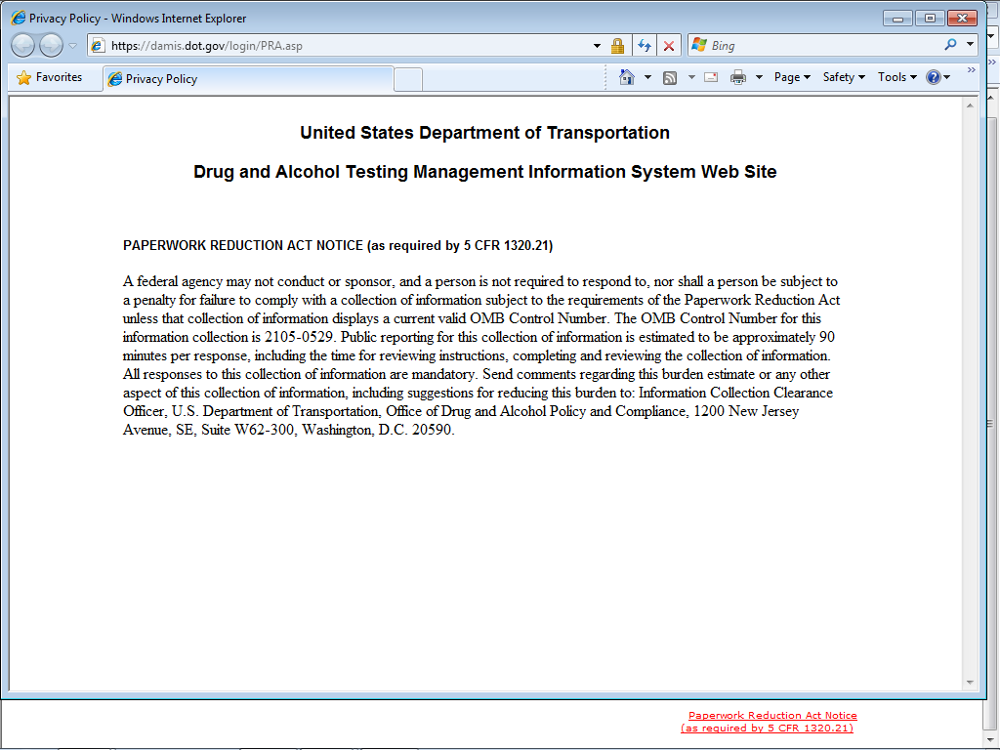 Privacy Policy - Windows Internet Explorer
https://damis.dot.gov/login/PRA.asp
Bing
Favorites
Privacy Policy
Page
Safety
Tools
United States Department of Transportation
Drug and Alcohol Testing Management Information System Web Site
PAPERWORK REDUCTION ACT NOTICE (as required by 5 CFR 1320.21)
A federal agency may not conduct or sponsor, and a person is not required to respond to, nor shall a person be subject to
a penalty for failure to comply with a collection of information subject to the requirements of the Paperwork Reduction Act
unless that collection of information displays a current valid OMB Control Number. The OMB Control Number for this
information collection is 2105-0529. Public reporting for this collection of information is estimated to be approximately 90
minutes per response, including the time for reviewing instructions, completing and reviewing the collection of information.
All responses to this collection of information are mandatory. Send comments regarding this burden estimate or any other
aspect of this collection of information, including suggestions for reducing this burden to: Information Collection Clearance
Officer, U.S. Department of Transportation, Office of Drug and Alcohol Policy and Compliance, 1200 New Jersey
Avenue, SE, Suite W62-300, Washington, D.C. 20590.
Paperwork Reduction Act Notice
(as required by 5 CFR 1320.21)